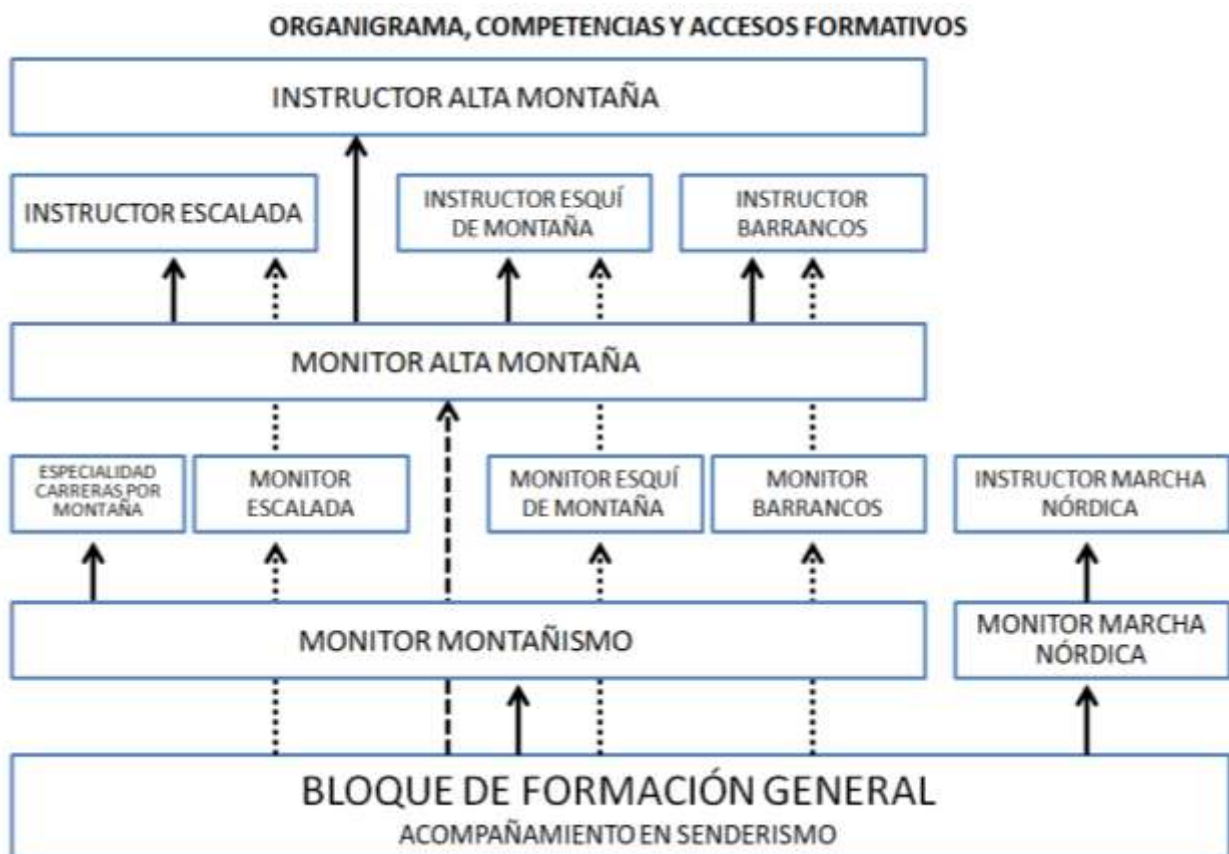 ORGANIGRAMA, COMPETENCIAS Y ACCESOS FORMATIVOS
INSTRUCTOR ALTA MONTAÑA
INSTRUCTOR ESCALADA
INSTRUCTOR ESQUÍ
DE MONTAÑA
INSTRUCTOR
BARRANCOS
MONITOR ALTA MONTAÑA
ESPECIALIDAD
CARRERAS POR
MONTAÑA
MONITOR
ESCALADA
MONITOR ESQUÍ
DE MONTAÑA
MONITOR
BARRANCOS
INSTRUCTOR MARCHA
NÓRDICA
MONITOR MONTAÑISMO
MONITOR MARCHA
NÓRDICA
BLOQUE DE FORMACIÓN GENERAL
ACOMPAÑAMIENTO EN SENDERISMO